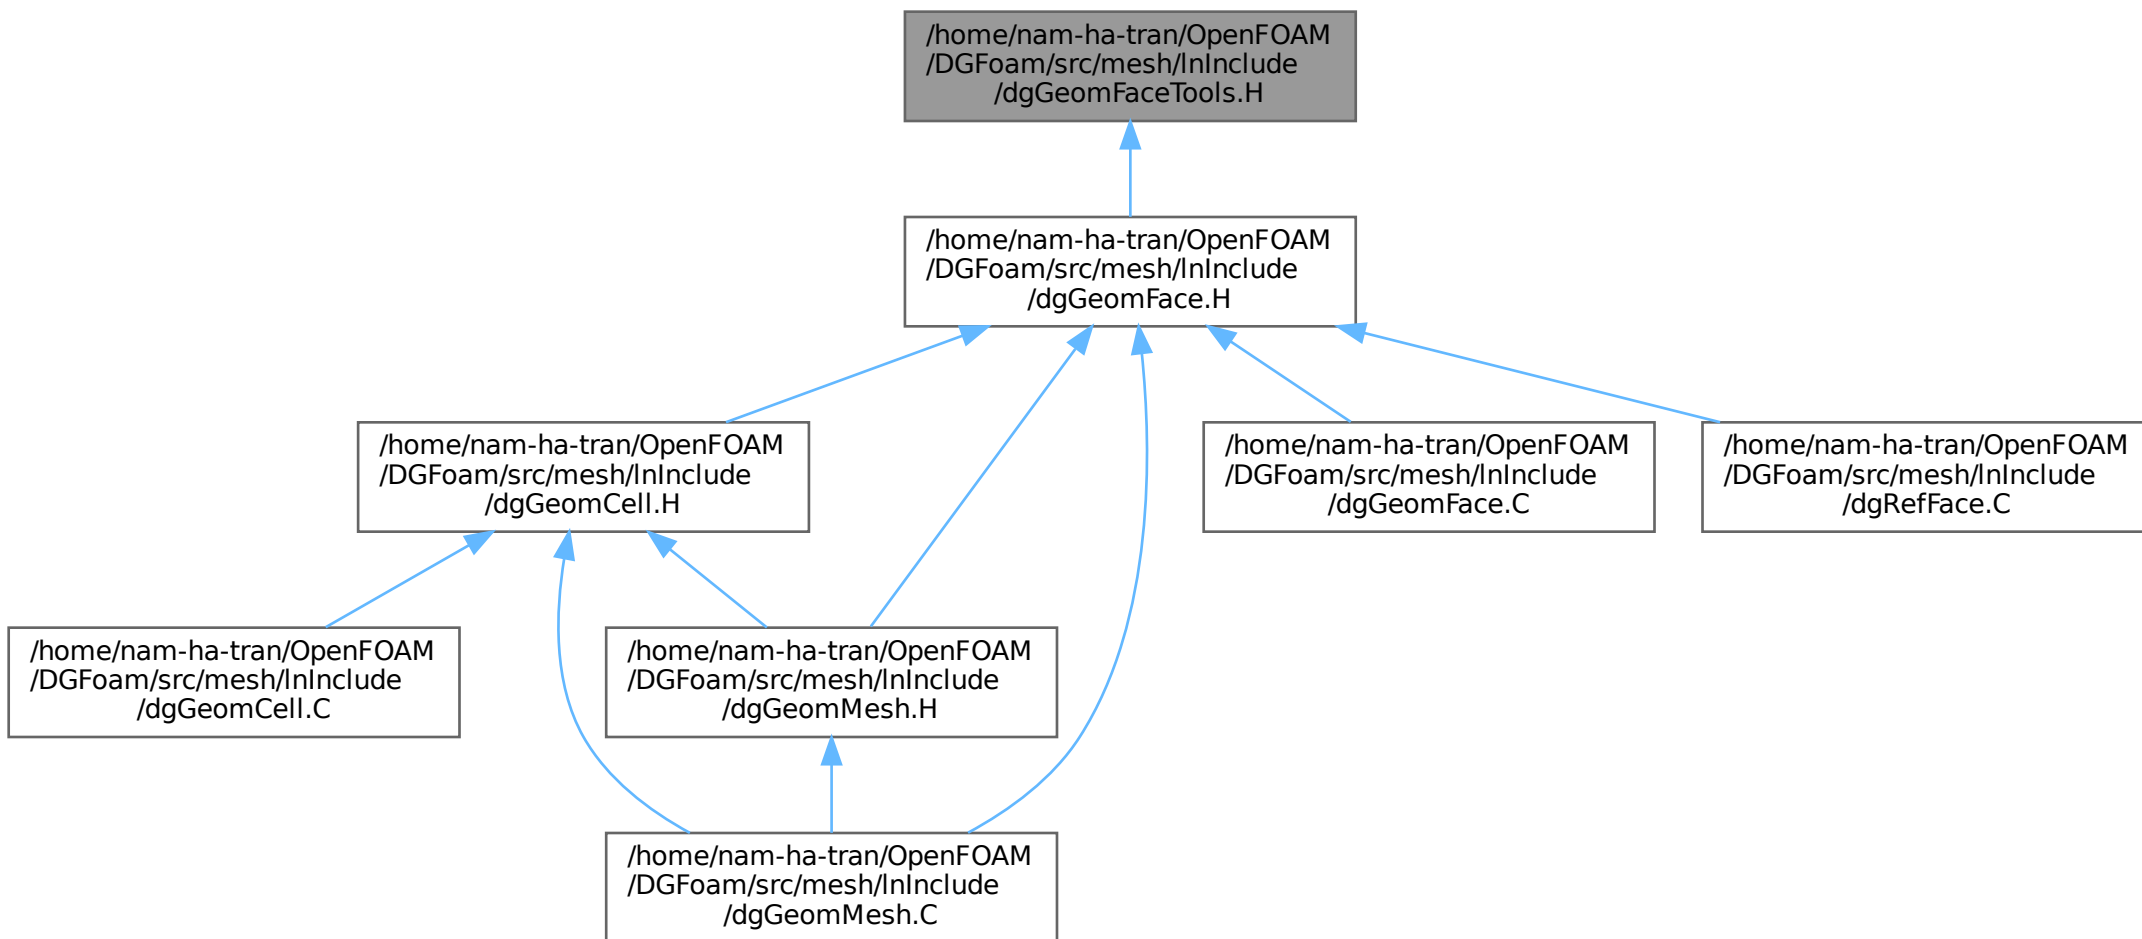 /home/nam-ha-tran/OpenFOAM
/DGFoam/src/mesh/lnInclude
/dgGeomFaceTools.H
/home/nam-ha-tran/OpenFOAM
/DGFoam/src/mesh/lnInclude
/dgGeomFace.H
/home/nam-ha-tran/OpenFOAM
/DGFoam/src/mesh/lnInclude
/dgGeomCell.H
/home/nam-ha-tran/OpenFOAM
/DGFoam/src/mesh/lnInclude
/dgGeomFace.C
/home/nam-ha-tran/OpenFOAM
/DGFoam/src/mesh/lnInclude
/dgRefFace.C
/home/nam-ha-tran/OpenFOAM
/DGFoam/src/mesh/lnInclude
/dgGeomCell.C
/home/nam-ha-tran/OpenFOAM
/DGFoam/src/mesh/lnInclude
/dgGeomMesh.H
/home/nam-ha-tran/OpenFOAM
/DGFoam/src/mesh/lnInclude
/dgGeomMesh.C